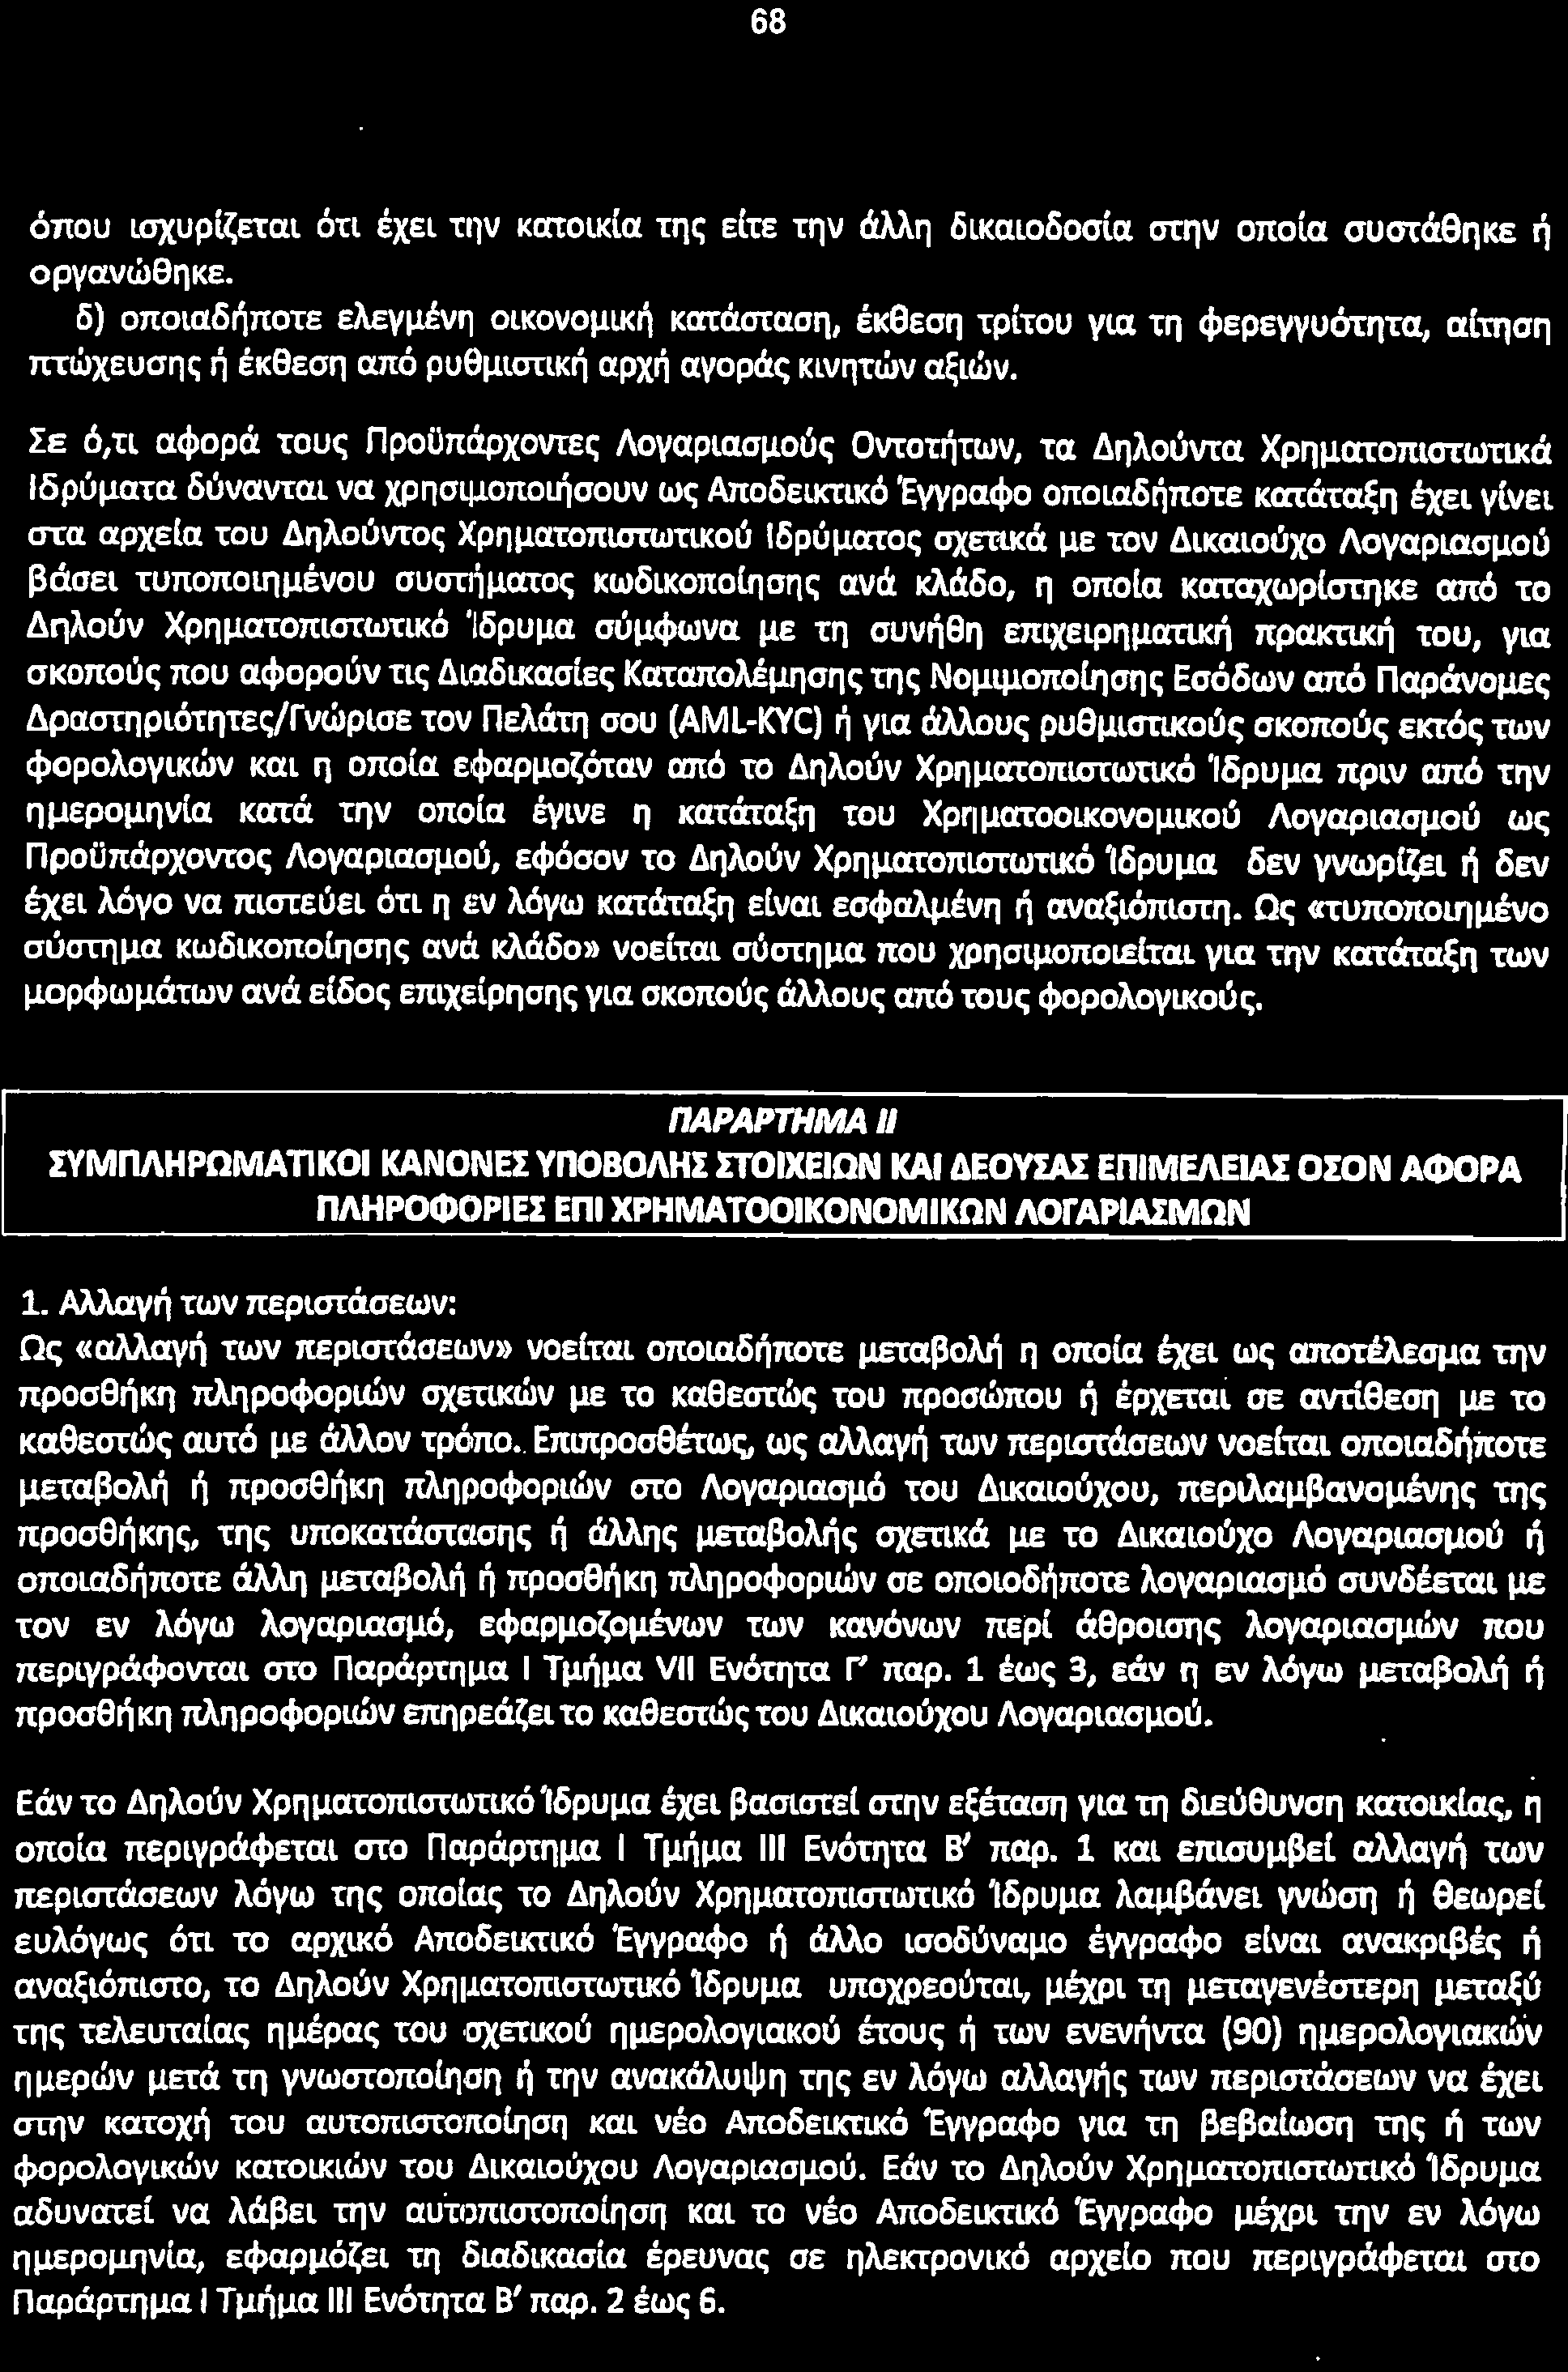 68
όπου ισχυρίζεται ότι έχει την κατοικία της είτε την άλλη δικαιοδοσία στην οποία συστάθηκε ή
οργανώθηκε.
δ) οποιαδήποτε ελεγμένη οικονομική κατάσταση, έκθεση τρίτου για τη φερεγγυότητα, αίτηση
πτώχευσης ή έκθεση από ρυθμιστική αρχή αγοράς κινητών αξιών.
Σε ό,τι αφορά τους Προϋπάρχοντες Λογαριασμούς Οντοτήτων, τα Δηλούντα Χρηματοπιστωτικά
Ιδρύματα δύνανται να χρησιμοποιήσουν ως Αποδεικτικό Έγγραφο οποιαδήποτε κατάταξη έχει γίνει
στα αρχεία του Δηλούντος Χρηματοπιστωτικού Ιδρύματος σχετικά με τον Δικαιούχο Λογαριασμού
βάσει τυποποιημένου συστήματος κωδικοποίησης ανά κλάδο, η οποία καταχωρίστηκε από το
Δηλούν Χρηματοπιστωτικό Ίδρυμα σύμφωνα με τη συνήθη επιχειρηματική πρακτική του, για
σκοπούς που αφορούν τις Διαδικασίες Καταπολέμησης της Νομιμοποίησης Εσόδων από Παράνομες
Δραστηριότητες/Γνώρισε τον Πελάτη σου (AML-KYC) ή για άλλους ρυθμιστικούς σκοπούς εκτός των
φορολογικών και η οποία εφαρμοζόταν από το Δηλούν Χρηματοπιστωτικό Ίδρυμα πριν από την
ημερομηνία κατά την οποία έγινε η κατάταξη του Χρηματοοικονομικού Λογαριασμού ως
Προϋπάρχοντος Λογαριασμού, εφόσον το Δηλούν Χρηματοπιστωτικό Ίδρυμα δεν γνωρίζει ή δεν
έχει λόγο να πιστεύει ότι η εν λόγω κατάταξη είναι εσφαλμένη ή αναξιόπιστη. Ως «τυποποιημένο
σύστημα κωδικοποίησης ανά κλάδο» νοείται σύστημα που χρησιμοποιείται για την κατάταξη των
μορφωμάτων ανά είδος επιχείρησης για σκοπούς άλλους από τους φορολογικούς.
ΠΑΡΑΡΤΗΜΑ II
ΣΥΜΠΛΗΡΩΜΑΤΙΚΟΙ ΚΑΝΟΝΕΣ ΥΠΟΒΟΛΗΣ ΣΤΟΙΧΕΙΩΝ ΚΑΙ ΔΕΟΥΣΑΣ ΕΠΙΜΕΛΕΙΑΣ ΟΣΟΝ ΑΦΟΡΑ
ΠΛΗΡΟΦΟΡΙΕΣ ΕΠΙ ΧΡΗΜΑΤΟΟΙΚΟΝΟΜΙΚΩΝ ΛΟΓΑΡΙΑΣΜΩΝ
1. Αλλαγή των περιστάσεων:
Ως «αλλαγή των περιστάσεων» νοείται οποιαδήποτε μεταβολή η οποία έχει ως αποτέλεσμα την
προσθήκη πληροφοριών σχετικών με το καθεστώς του προσώπου ή έρχεται σε αντίθεση με το
καθεστώς αυτό με άλλον τρόπο. Επιπροσθέτως, ως αλλαγή των περιστάσεων νοείται οποιαδήποτε
μεταβολή ή προσθήκη πληροφοριών στο Λογαριασμό του Δικαιούχου, περιλαμβανομένης της
προσθήκης, της υποκατάστασης ή άλλης μεταβολής σχετικά με το Δικαιούχο Λογαριασμού ή
οποιαδήποτε άλλη μεταβολή ή προσθήκη πληροφοριών σε οποιοδήποτε λογαριασμό συνδέεται με
τον εν λόγω λογαριασμό, εφαρμοζομένων των κανόνων περί άθροισης λογαριασμών που
περιγράφονται στο Παράρτημα I Τμήμα VII Ενότητα Γ' παρ. 1 έως 3, εάν η εν λόγω μεταβολή ή
προσθήκη πληροφοριών επηρεάζει το καθεστώς του Δικαιούχου Λογαριασμού.
Εάν το Δηλούν Χρηματοπιστωτικό Ίδρυμα έχει βασιστεί στην εξέταση για τη διεύθυνση κατοικίας, η
οποία περιγράφεται στο Παράρτημα I Τμήμα III Ενότητα Β' παρ. 1 και επισυμβεί αλλαγή των
περιστάσεων λόγω της οποίας το Δηλούν Χρηματοπιστωτικό Ίδρυμα λαμβάνει γνώση ή θεωρεί
ευλόγως ότι το αρχικό Αποδεικτικό Έγγραφο ή άλλο ισοδύναμο έγγραφο είναι ανακριβές ή
αναξιόπιστο, το Δηλούν Χρηματοπιστωτικό Ίδρυμα υποχρεούται, μέχρι τη μεταγενέστερη μεταξύ
της τελευταίας ημέρας του σχετικού ημερολογιακού έτους ή των ενενήντα (90) ημερολογιακών
ημερών μετά τη γνωστοποίηση ή την ανακάλυψη της εν λόγω αλλαγής των περιστάσεων να έχει
στην κατοχή του αυτοπιστοποίηση και νέο Αποδεικτικό Έγγραφο για τη βεβαίωση της ή των
φορολογικών κατοικιών του Δικαιούχου Λογαριασμού. Εάν το Δηλούν Χρηματοπιστωτικό Ίδρυμα
αδυνατεί να λάβει την αυτοπιστοποίηση και το νέο Αποδεικτικό Έγγραφο μέχρι την εν λόγω
ημερομηνία, εφαρμόζει τη διαδικασία έρευνας σε ηλεκτρονικό αρχείο που περιγράφεται στο
Παράρτημα I Τμήμα III Ενότητα Β' παρ. 2 έως 6.